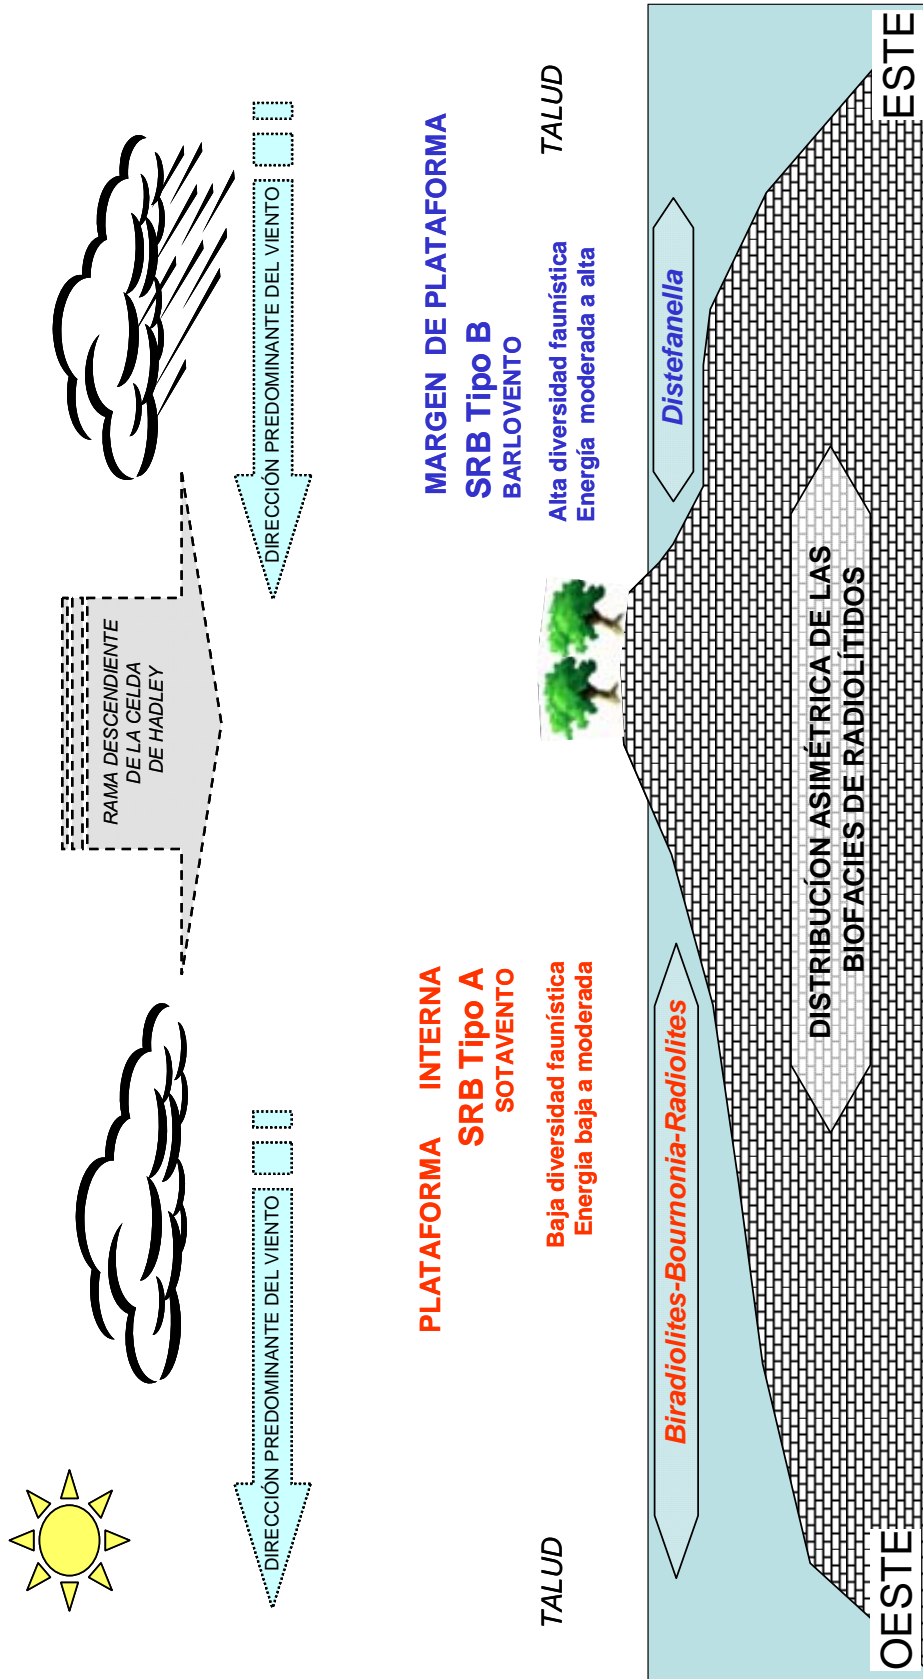 RAMA DESCENDIENTE
DE LA CELDA
DE HADLEY
DIRECCIÓN PREDOMINANTE DEL VIENTO
DIRECCIÓN PREDOMINANTE DEL VIENTO
PLATAFORMA INTERNA
SRB Tipo A
SOTAVENTO
MARGEN DE PLATAFORMA
SRB Tipo B
BARLOVENTO
TALUD
Baja diversidad faunística
Energía baja a moderada
Alta diversidad faunística
Energía moderada a alta
TALUD
Biradiolites-Bournonia-Radiolites
Distefanella
DISTRIBUCÍON ASIMÉTRICA DE LAS
BIOFACIES DE RADIOLÍTIDOS
OESTE
ESTE